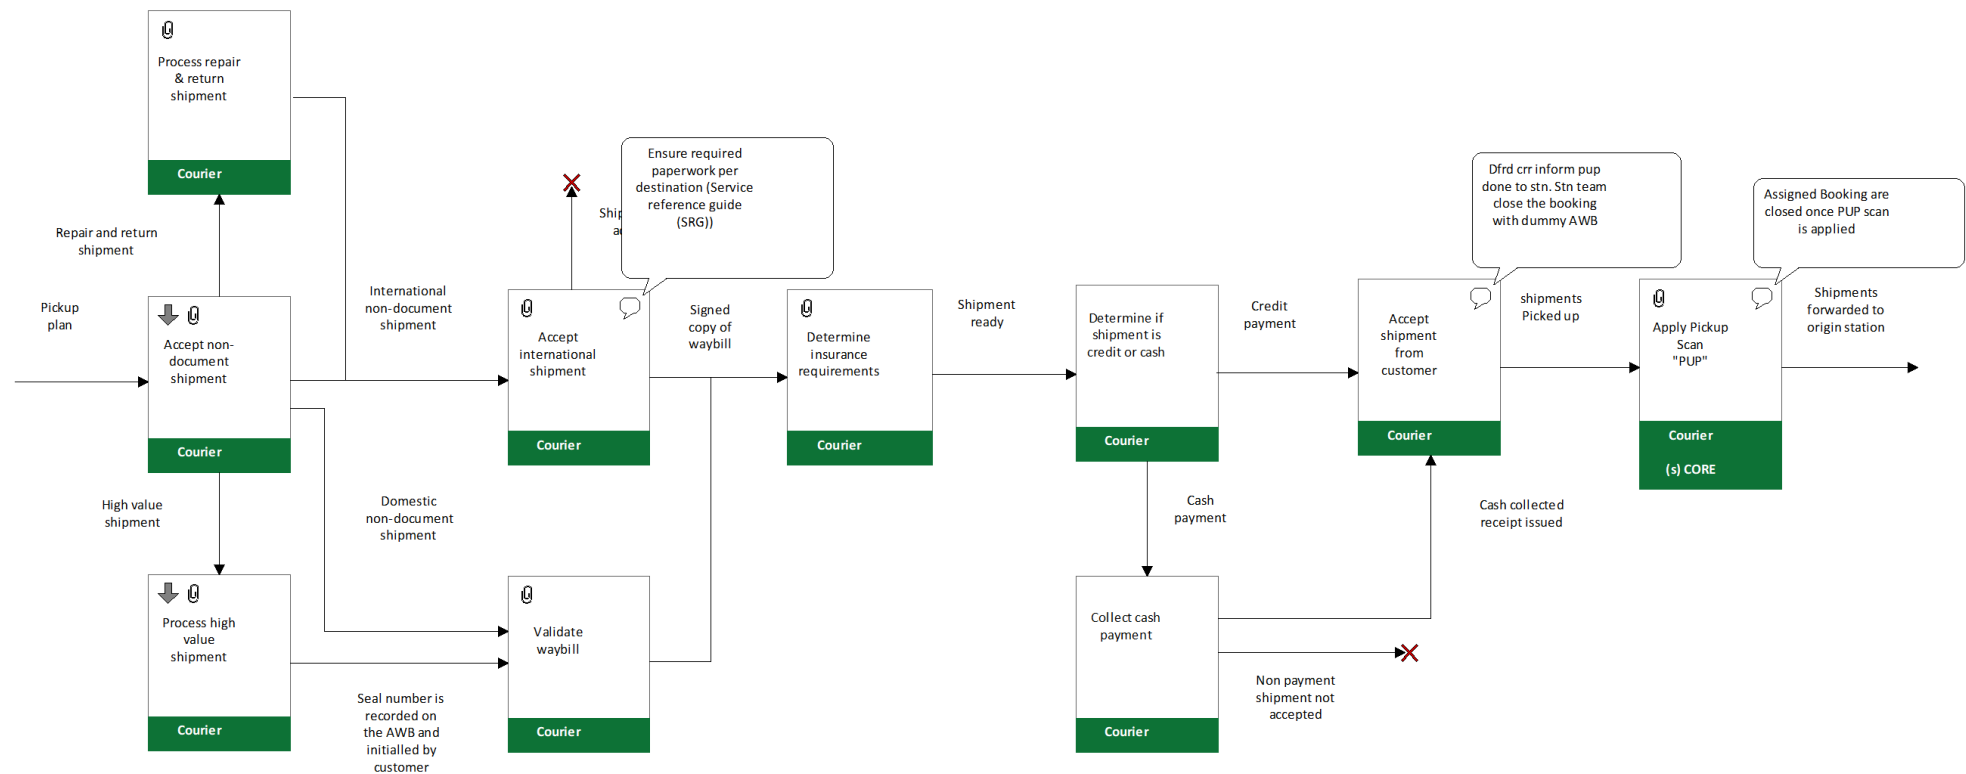 Process repair
& return
shipment
Courier
Repair and return
shipment
Pickup
plan
Accept non-
document
shipment
Courier
High value
shipment
Process high
value
shipment
Courier
International
non-document
shipment
Domestic
non-document
shipment
Seal number is
recorded on
the AWB and
initialled by
customer
Ensure required
paperwork per
destination (Service
reference guide
(SRG))
Accept
international
shipment
Courier
Validate
waybill
Courier
Signed
copy of
waybill
Determine
insurance
requirements
Courier
Shipment
ready
Determine if
shipment is
credit or cash
Courier
Cash
payment
Collect cash
payment
Courier
Credit
payment
Non payment
shipment not
accepted
Dfrd crr inform pup
done to stn. Stn team
close the booking
with dummy AWB
Accept
shipment
from
customer
Courier
Cash collected
receipt issued
shipments
Picked up
Assigned Booking are
closed once PUP scan
is applied
Apply Pickup
Scan
"PUP"
Courier
(s) CORE
Shipments
forwarded to
origin station